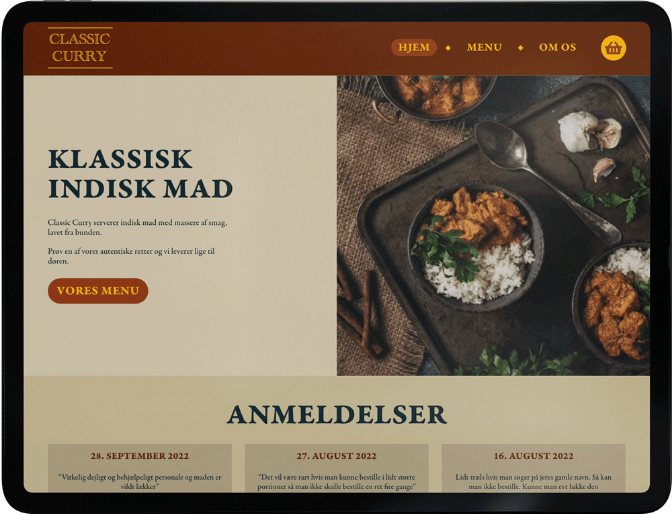 CLASSIC
CURRY
HJEM
MENU
OM OS
KLASSISK
INDISK MAD
Classic Curry serverer indisk mad med massere af smag.
lavet fra bunden.
Prøv en af vores autentiske retter og vi leverer lige til
døren.
VORES MENU
ANMELDELSER
28. SEPTEMBER 2022
27. AUGUST 2022
16. AUGUST 2022
"Virkelig dejligt og behjælpeligt personale og maden er
vildt lækker"
"Det vil være rart hvis man kunne bestille i lidt større
portioner så man ikke skulle bestille en ret fire gange"
Lidt træls hvis man søger på jeres gamle navn. Så kan
man ikke bestille. Kunne man evt lukke den